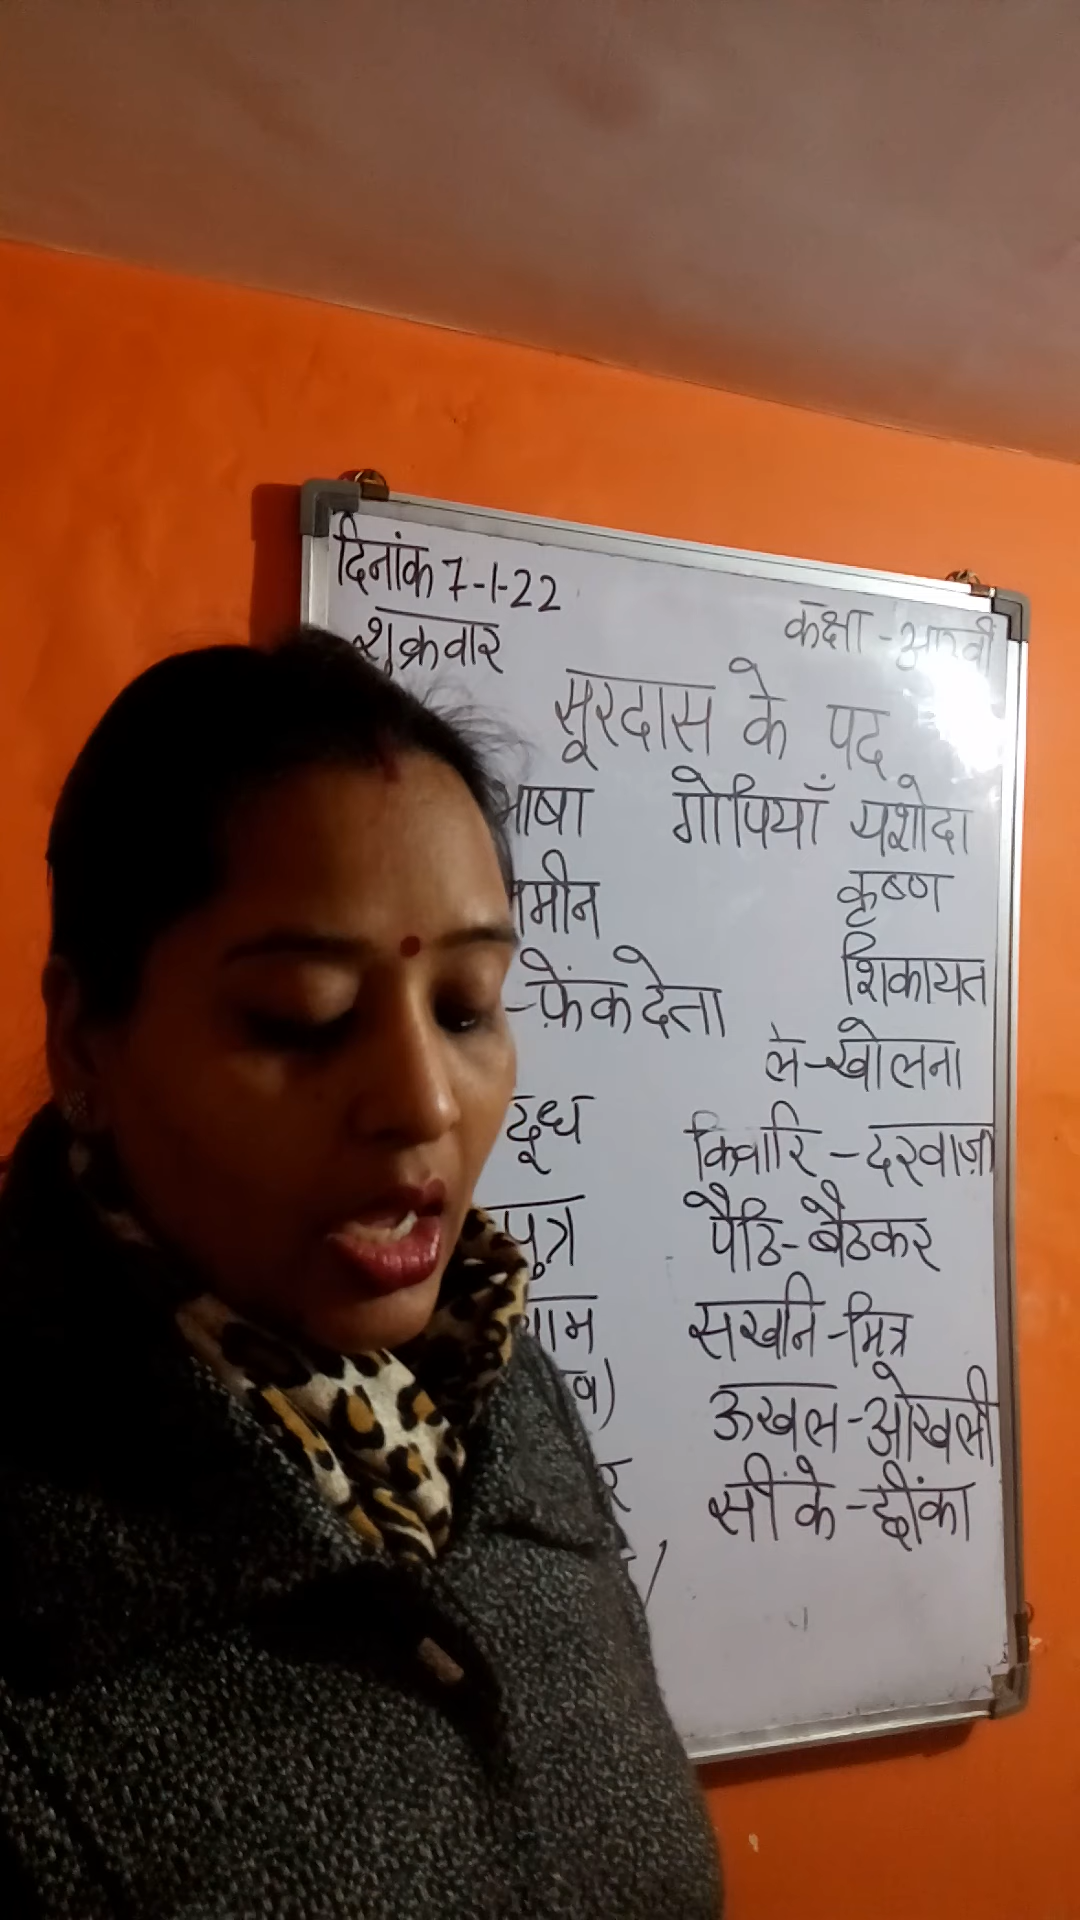 दिनांक 7-1-22
शुक्रवार
कक्षा - आठवीं
सूरदास के पद
गोपियाँ यशोदा
कृष्ण
- फ़ेंक देता
शिकायत
ले - खोलना
दूध
किवारि - दरवाज़ा
पुत्र
पैठि - बैठकर
सखनि - मित्र
ऊखल - ओखली
सींके - छींका